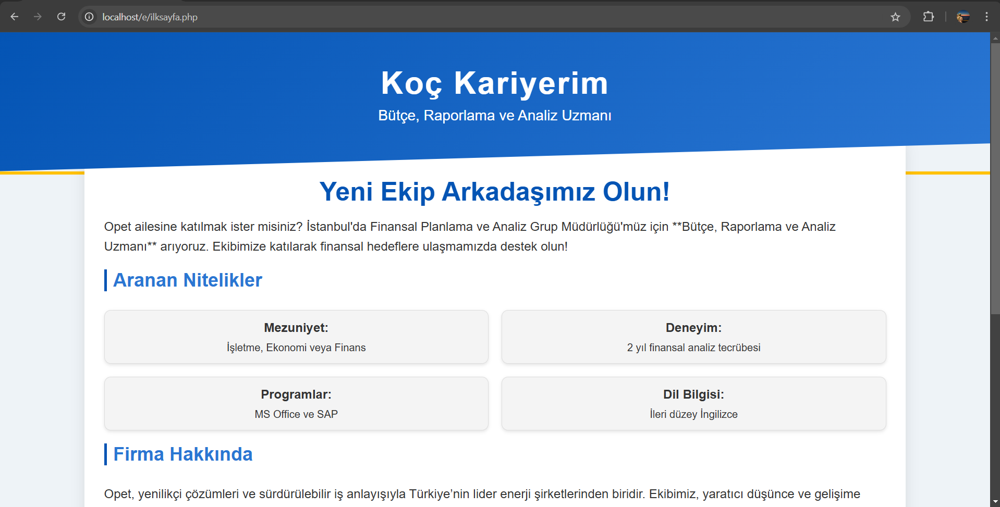 localhost/e/ilksayfa.php
Koç Kariyerim
Bütçe, Raporlama ve Analiz Uzmanı
Yeni Ekip Arkadaşımız Olun!
Opet ailesine katılmak ister misiniz? İstanbul'da Finansal Planlama ve Analiz Grup Müdürlüğü'müz için **Bütçe, Raporlama ve Analiz
Uzmanı** arıyoruz. Ekibimize katılarak finansal hedeflere ulaşmamızda destek olun!
Aranan Nitelikler
Mezuniyet:
İşletme, Ekonomi veya Finans
Deneyim:
2 yıl finansal analiz tecrübesi
Programlar:
MS Office ve SAP
Dil Bilgisi:
İleri düzey İngilizce
Firma Hakkında
Opet, yenilikçi çözümleri ve sürdürülebilir iş anlayışıyla Türkiye’nin lider enerji şirketlerinden biridir. Ekibimiz, yaratıcı düşünce ve gelişime